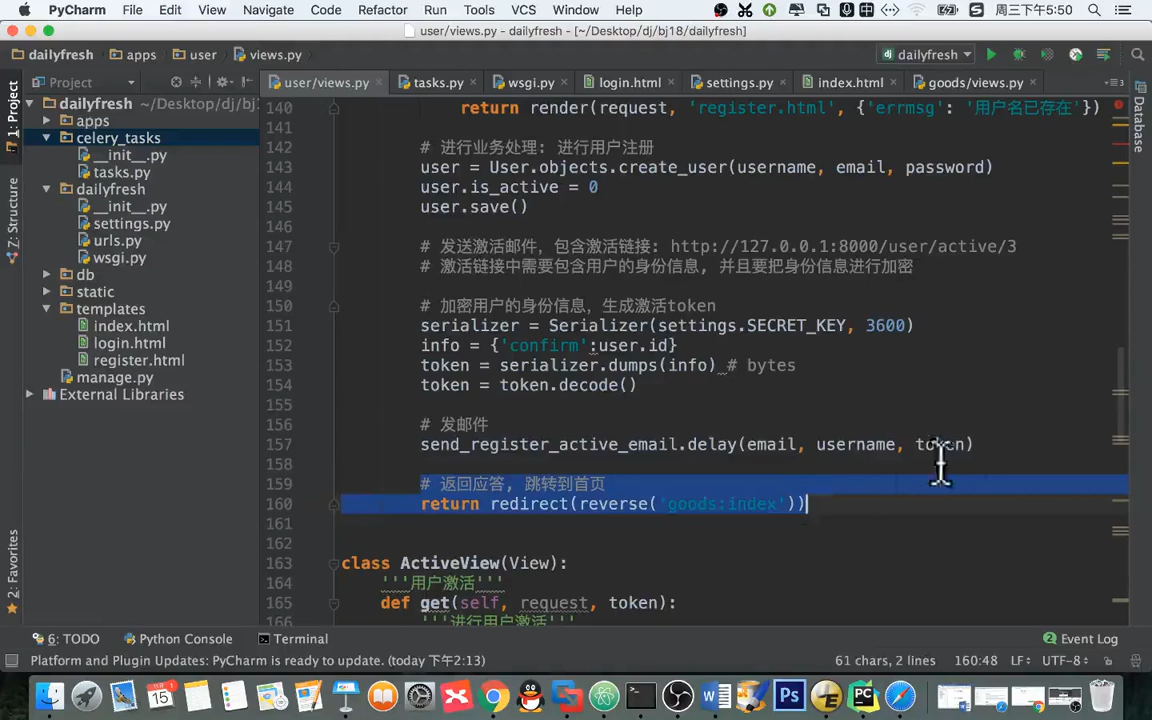 PyCharm File Edit View Navigate Code Refactor Run Tools VCS Window Help 周三下午5:50
user/views.py - dailyfresh - [~/Desktop/dj/bj18/dailyfresh]
dailyfresh apps user views.py dailyfresh
Project user/views.py tasks.py wsgi.py login.html settings.py index.html goods/views.py
1: Project
7: Structure
2: Favorites
Database
dailyfresh ~/Desktop/dj/bj
apps
celery_tasks
__init__.py
tasks.py
dailyfresh
__init__.py
settings.py
urls.py
wsgi.py
db
static
templates
index.html
login.html
register.html
manage.py
External Libraries
140 return render(request, 'register.html', {'errmsg': '用户名已存在'})
141
142 # 进行业务处理: 进行用户注册
143 user = User.objects.create_user(username, email, password)
144 user.is_active = 0
145 user.save()
146
147 # 发送激活邮件，包含激活链接: http://127.0.0.1:8000/user/active/3
148 # 激活链接中需要包含用户的身份信息, 并且要把身份信息进行加密
149
150 # 加密用户的身份信息，生成激活token
151 serializer = Serializer(settings.SECRET_KEY, 3600)
152 info = {'confirm':user.id}
153 token = serializer.dumps(info) # bytes
154 token = token.decode()
155
156 # 发邮件
157 send_register_active_email.delay(email, username, token)
158
159 # 返回应答, 跳转到首页
160 return redirect(reverse('goods:index'))
161
162
163 class ActiveView(View):
164 '''用户激活'''
165 def get(self, request, token):
166 '''进行用户激活'''
6: TODO Python Console Terminal 2 Event Log
Platform and Plugin Updates: PyCharm is ready to update. (today 下午2:13) 61 chars, 2 lines 160:48 LF÷ UTF-8÷